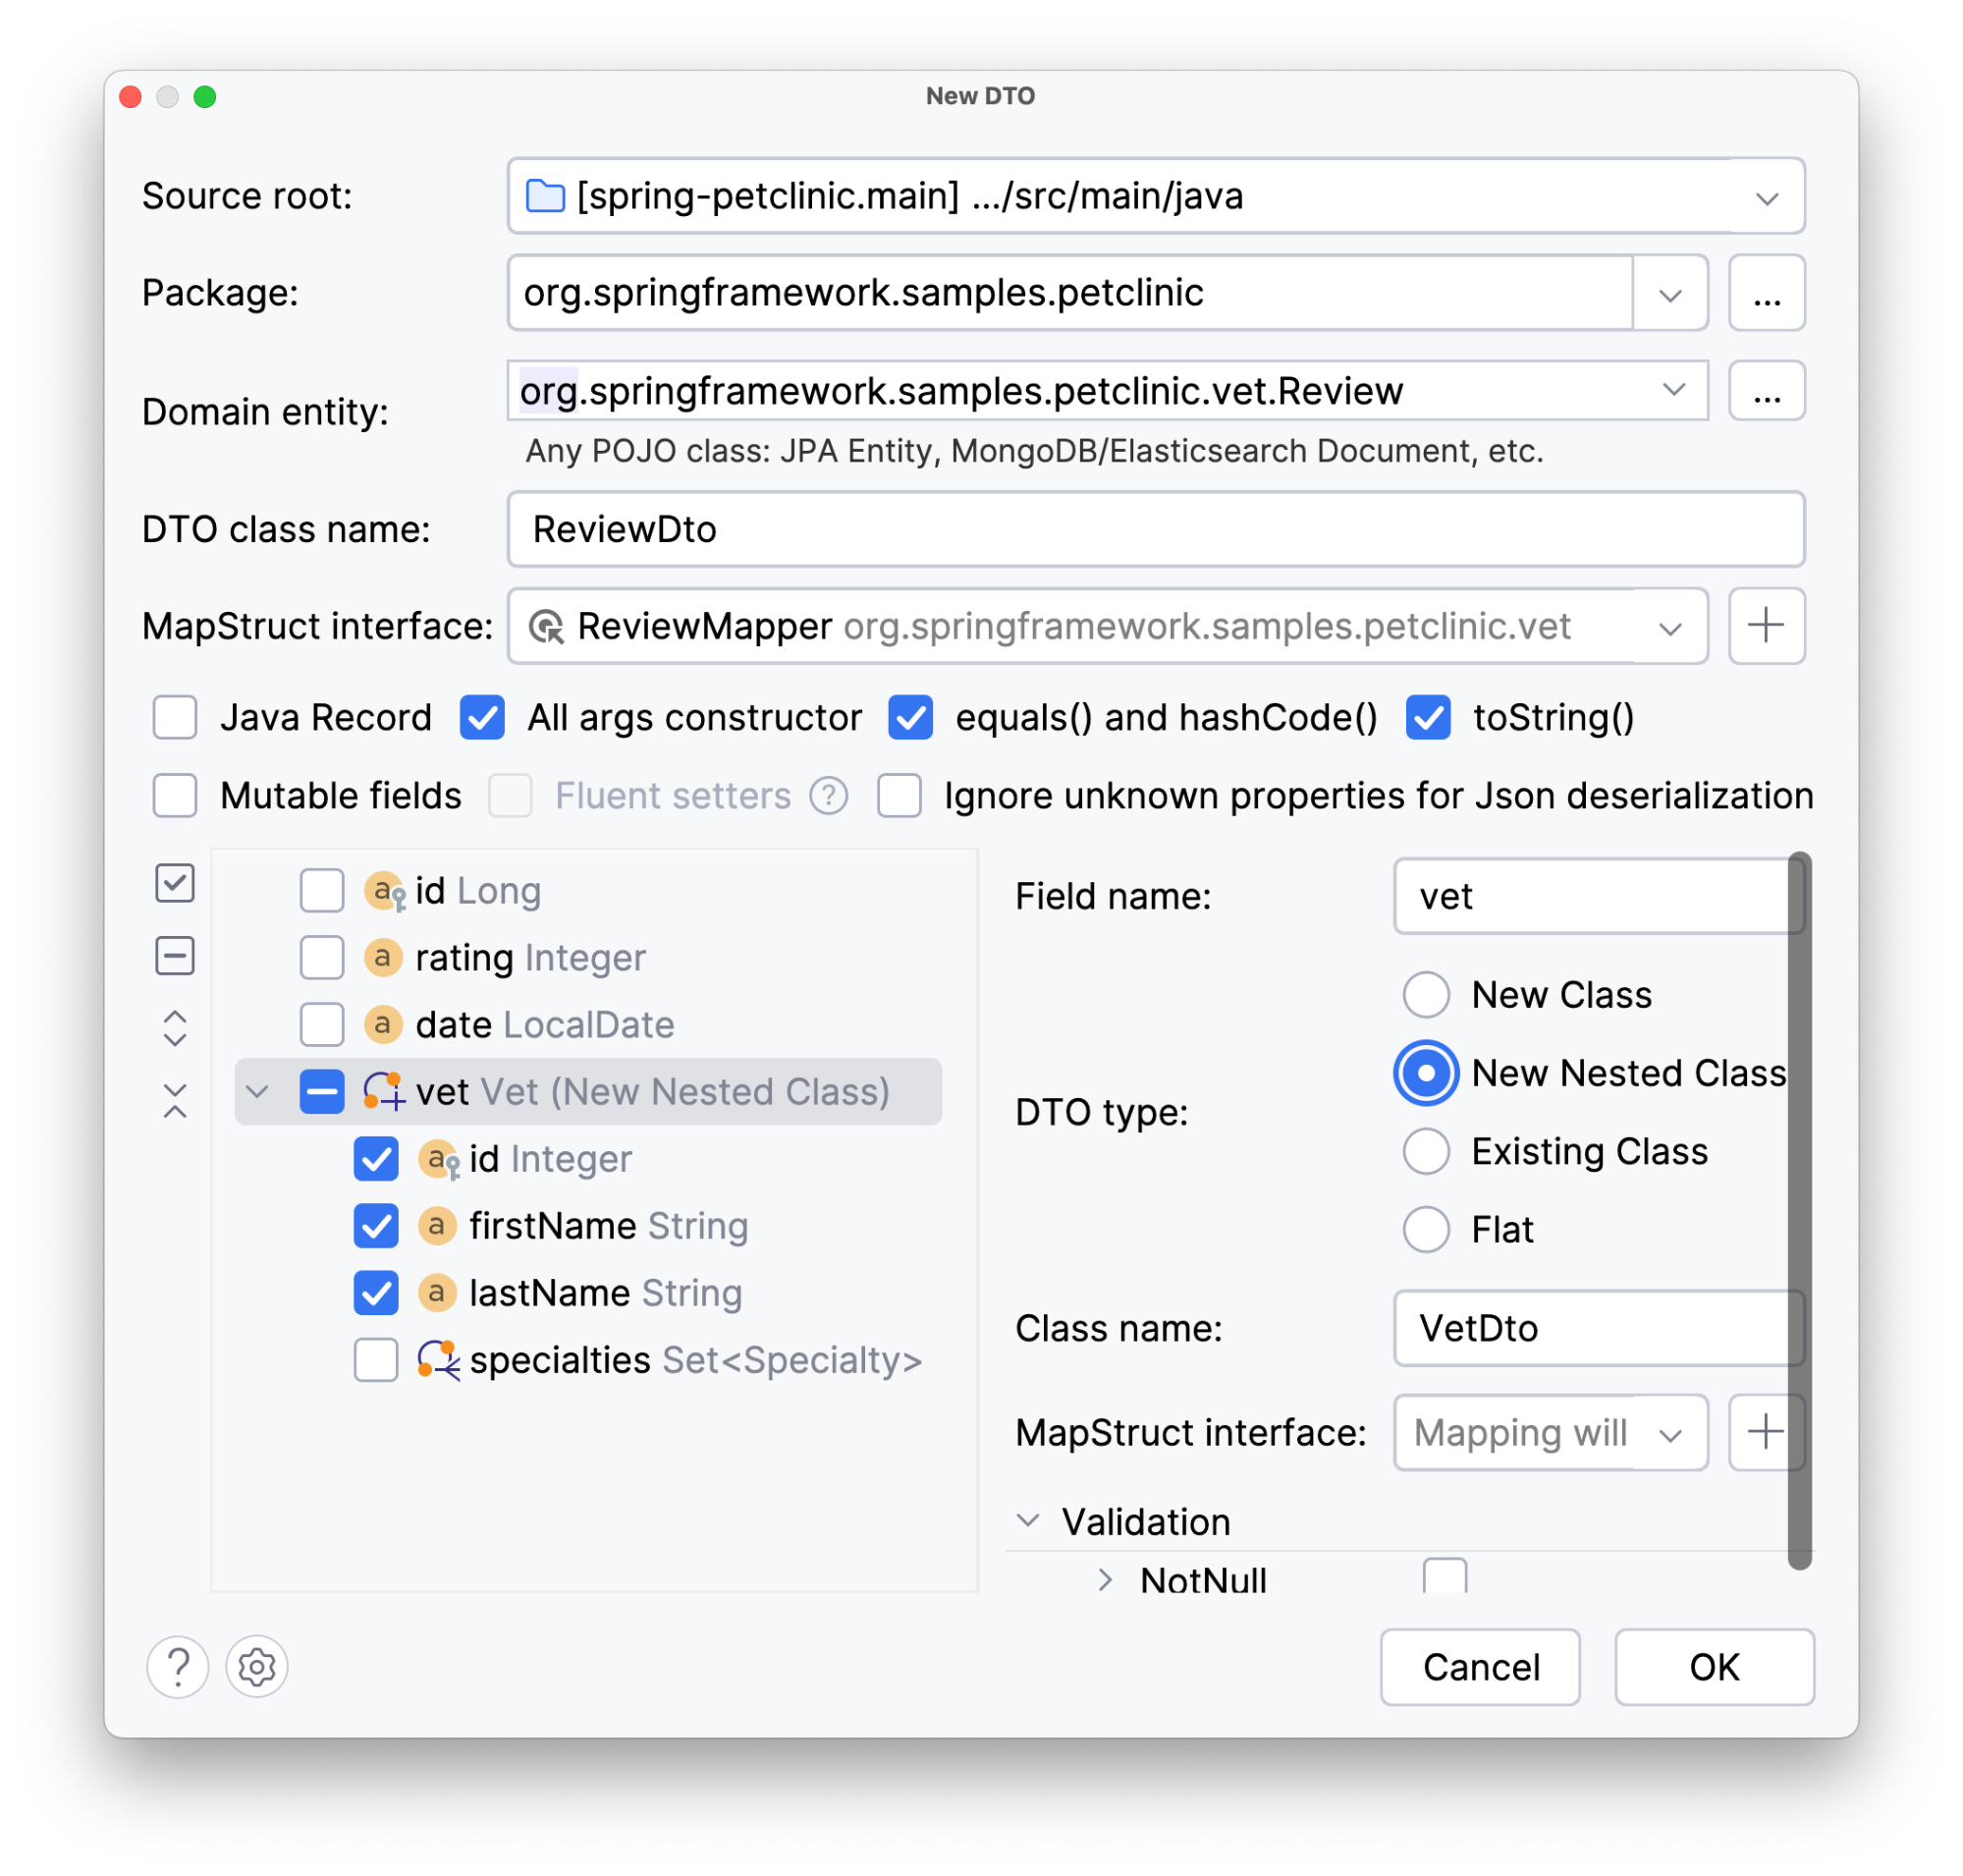 New DTO
Source root: [spring-petclinic.main] .../src/main/java
Package: org.springframework.samples.petclinic ...
Domain entity: org.springframework.samples.petclinic.vet.Review ...
Any POJO class: JPA Entity, MongoDB/Elasticsearch Document, etc.
DTO class name: ReviewDto
MapStruct interface: ReviewMapper org.springframework.samples.petclinic.vet
Java Record All args constructor equals() and hashCode() toString()
Mutable fields Fluent setters ? Ignore unknown properties for Json deserialization
a id Long
a rating Integer
a date LocalDate
vet Vet (New Nested Class)
a id Integer
a firstName String
a lastName String
specialties Set<Specialty>
Field name: vet
DTO type:
New Class
New Nested Class
Existing Class
Flat
Class name: VetDto
MapStruct interface: Mapping will
Validation
NotNull
? Cancel OK